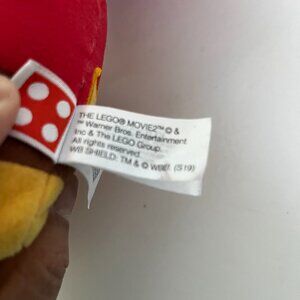 THE LEGO® MOVIE2™ © &
™ Warner Bros. Entertainment
Inc & The LEGO Group.
All rights reserved.
WB SHIELD: TM & © WBEI. (S19)